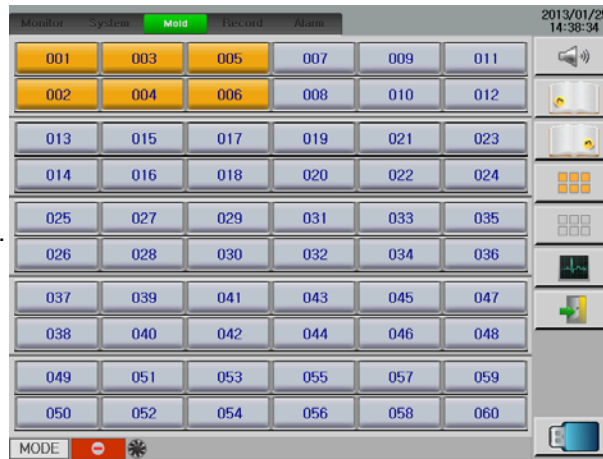 Monitor System Mold Record Alarm 2013/01/25
14:38:34
001 003 005 007 009 011
002 004 006 008 010 012
013 015 017 019 021 023
014 016 018 020 022 024
025 027 029 031 033 035
026 028 030 032 034 036
037 039 041 043 045 047
038 040 042 044 046 048
049 051 053 055 057 059
050 052 054 056 058 060
MODE